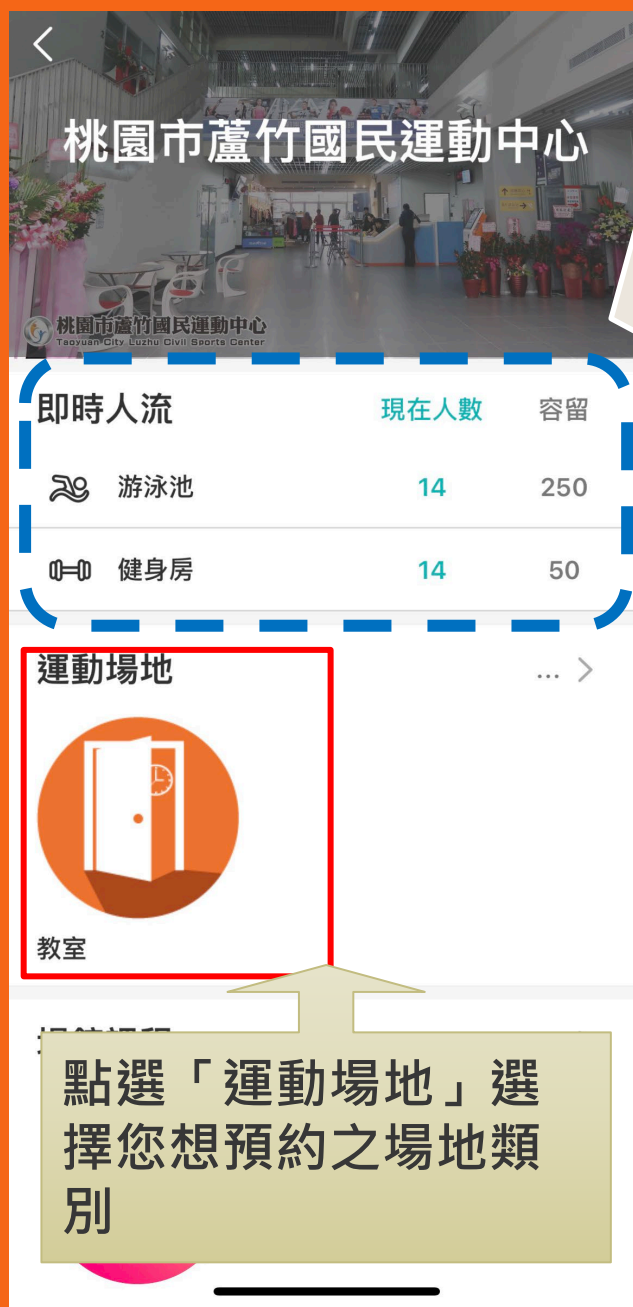 桃園市蘆竹國民運動中心
桃園市蘆竹國民運動中心
Taoyuan City Luzhu Civil Sports Center
即時人流 現在人數 容留
游泳池 14 250
健身房 14 50
運動場地 ... >
教室
點選「運動場地」選
擇您想預約之場地類
別